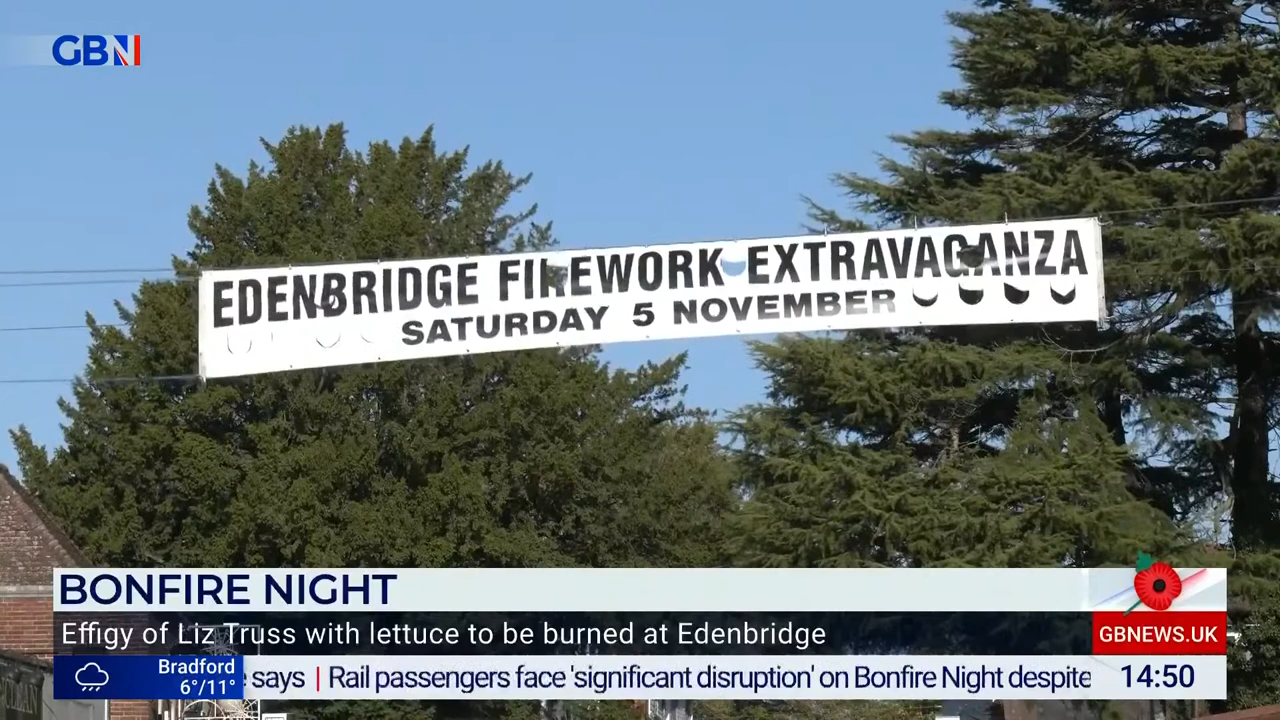 GBN
EDENBRIDGE FIREWORK EXTRAVAGANZA
SATURDAY 5 NOVEMBER
BONFIRE NIGHT
Effigy of Liz Truss with lettuce to be burned at Edenbridge
GBNEWS.UK
Bradford
6°/11°
e says | Rail passengers face 'significant disruption' on Bonfire Night despite
14:50